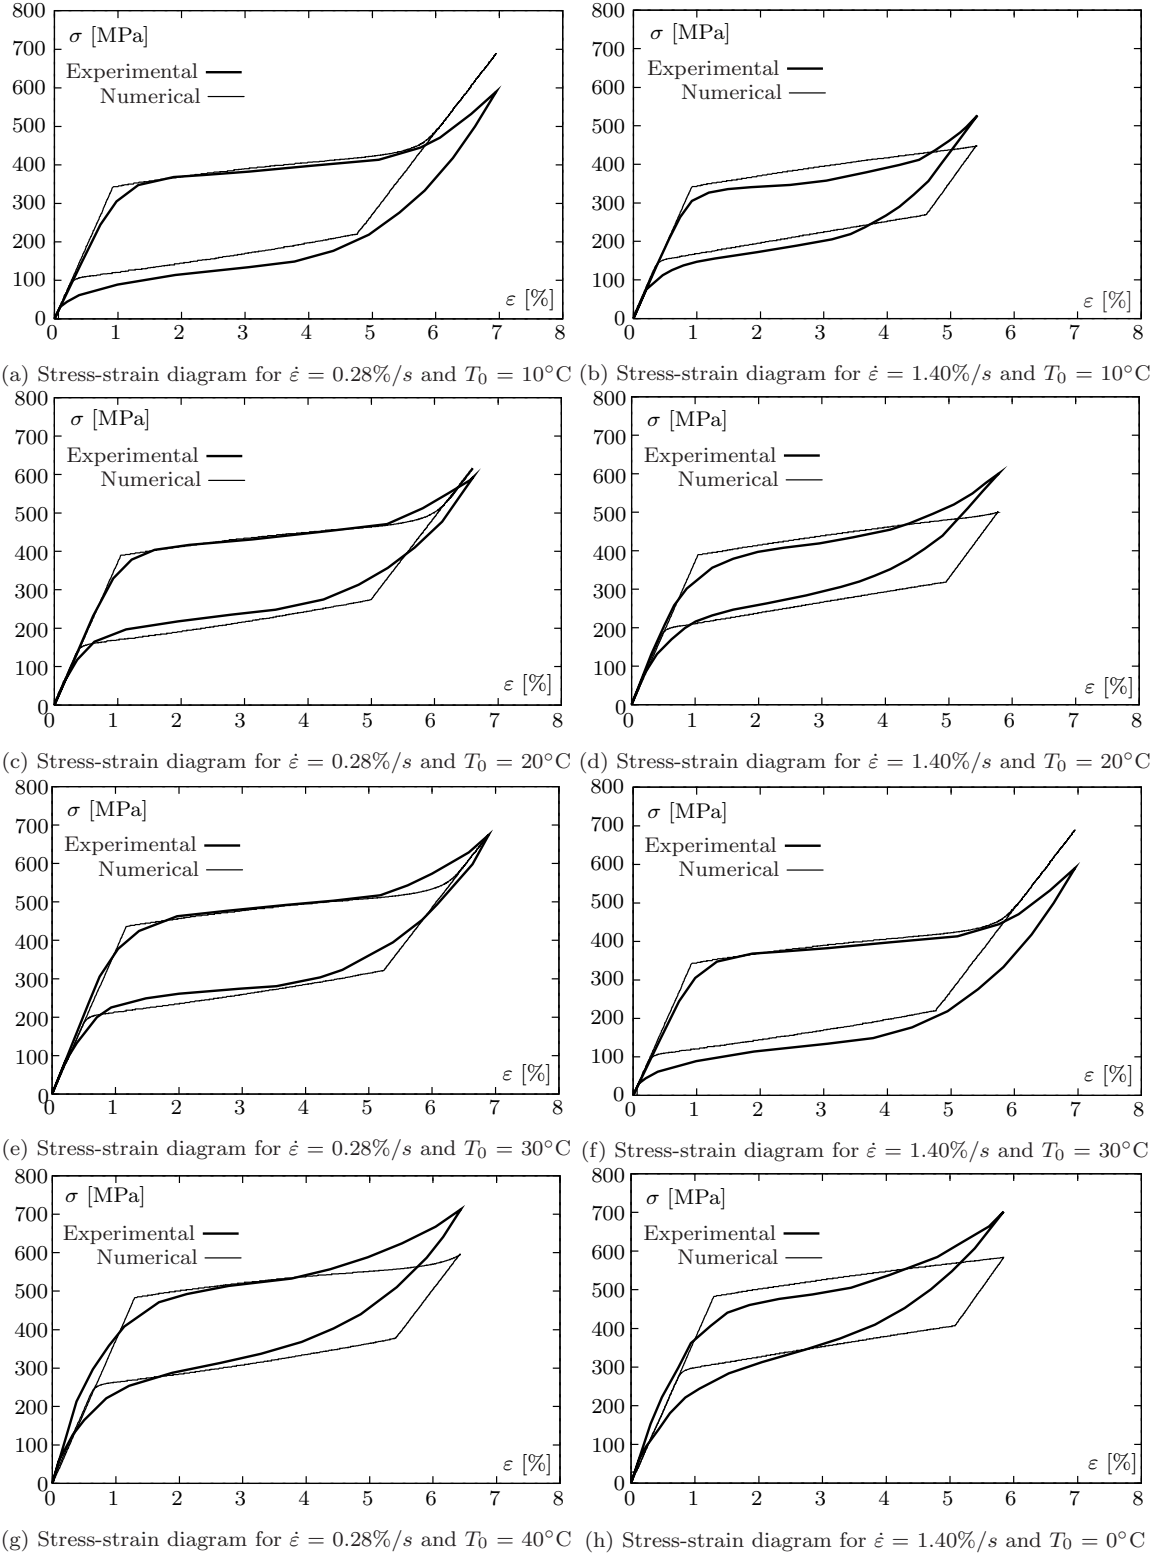 800
700
600
500
400
300
200
100
0
σ [MPa]
Experimental
Numerical
ε [%]
0 1 2 3 4 5 6 7 8
(a) Stress-strain diagram for ε̇ = 0.28%/s and T₀ = 10°C
800
700
600
500
400
300
200
100
0
σ [MPa]
Experimental
Numerical
ε [%]
0 1 2 3 4 5 6 7 8
(b) Stress-strain diagram for ε̇ = 1.40%/s and T₀ = 10°C
800
700
600
500
400
300
200
100
0
σ [MPa]
Experimental
Numerical
ε [%]
0 1 2 3 4 5 6 7 8
(c) Stress-strain diagram for ε̇ = 0.28%/s and T₀ = 20°C
800
700
600
500
400
300
200
100
0
σ [MPa]
Experimental
Numerical
ε [%]
0 1 2 3 4 5 6 7 8
(d) Stress-strain diagram for ε̇ = 1.40%/s and T₀ = 20°C
800
700
600
500
400
300
200
100
0
σ [MPa]
Experimental
Numerical
ε [%]
0 1 2 3 4 5 6 7 8
(e) Stress-strain diagram for ε̇ = 0.28%/s and T₀ = 30°C
800
700
600
500
400
300
200
100
0
σ [MPa]
Experimental
Numerical
ε [%]
0 1 2 3 4 5 6 7 8
(f) Stress-strain diagram for ε̇ = 1.40%/s and T₀ = 30°C
800
700
600
500
400
300
200
100
0
σ [MPa]
Experimental
Numerical
ε [%]
0 1 2 3 4 5 6 7 8
(g) Stress-strain diagram for ε̇ = 0.28%/s and T₀ = 40°C
800
700
600
500
400
300
200
100
0
σ [MPa]
Experimental
Numerical
ε [%]
0 1 2 3 4 5 6 7 8
(h) Stress-strain diagram for ε̇ = 1.40%/s and T₀ = 0°C